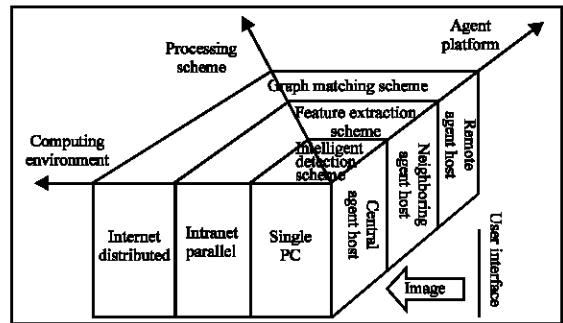 Agent
platform
Processing
scheme
Graph matching scheme
Feature extraction
scheme
Intelligent
detection
scheme
Computing
environment
Remote
agent host
Neighboring
agent host
Central
agent host
Internet
distributed
Intranet
parallel
Single
PC
User interface
Image